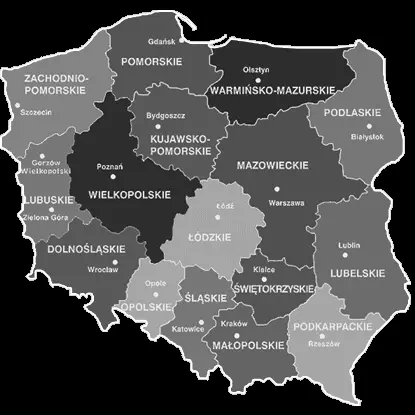 Gdańsk
POMORSKIE
Olsztyn
WARMIŃSKO-MAZURSKIE
ZACHODNIO-
POMORSKIE
Szczecin
PODLASKIE
Białystok
Bydgoszcz
KUJAWSKO-
POMORSKIE
Gorzów
Wielkopolski
LUBUSKIE
Zielona Góra
Poznań
WIELKOPOLSKIE
MAZOWIECKIE
Warszawa
Łódź
ŁÓDZKIE
DOLNOŚLĄSKIE
Wrocław
Lublin
LUBELSKIE
Opole
OPOLSKIE
ŚLĄSKIE
Katowice
Kielce
ŚWIĘTOKRZYSKIE
Kraków
MAŁOPOLSKIE
PODKARPACKIE
Rzeszów